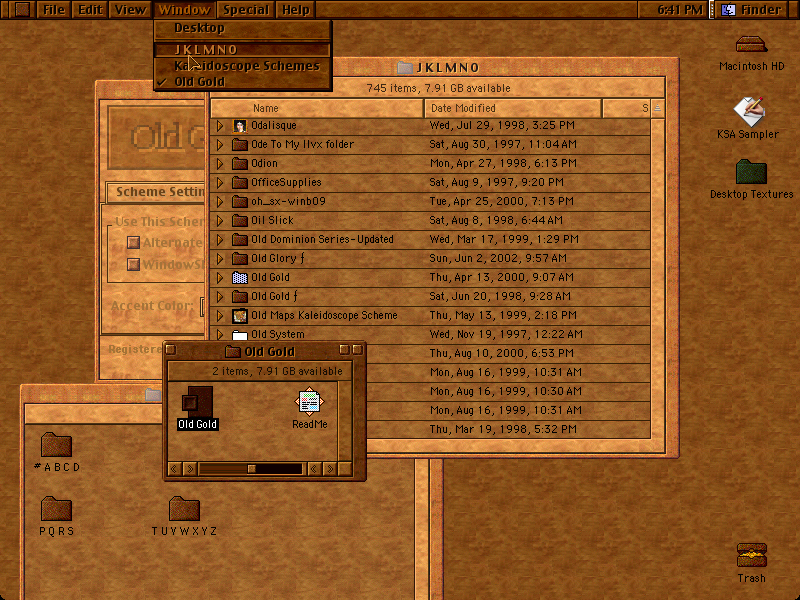 File Edit View Window Special Help 6:41 PM Finder
Desktop
JKLMNO
Kaleidoscope Schemes
✓ Old Gold
JKLMNO
745 items, 7.91 GB available
Name Date Modified S
Odalisque Wed, Jul 29, 1998, 3:25 PM
Ode To My IIvx folder Sat, Aug 30, 1997, 11:04 AM
Odion Mon, Apr 27, 1998, 6:13 PM
OfficeSupplies Sat, Aug 9, 1997, 9:20 PM
oh_sx-winb09 Tue, Apr 25, 2000, 7:13 PM
Oil Slick Sat, Aug 8, 1998, 6:44 AM
Old Dominion Series-Updated Wed, Mar 17, 1999, 1:29 PM
Old Glory ƒ Sun, Jun 2, 2002, 9:57 AM
Old Gold Thu, Apr 13, 2000, 9:07 AM
Old Gold ƒ Sat, Jun 20, 1998, 9:28 AM
Old Maps Kaleidoscope Scheme Thu, May 13, 1999, 2:18 PM
Old System Wed, Nov 19, 1997, 12:22 AM
Thu, Aug 10, 2000, 6:53 PM
Mon, Aug 16, 1999, 10:31 AM
Mon, Aug 16, 1999, 10:30 AM
Mon, Aug 16, 1999, 10:31 AM
Thu, Mar 19, 1998, 5:32 PM
Old G
Scheme Settin
Use This Schem
Alternate
WindowSh
Accent Color:
Registere
Old Gold
2 items, 7.91 GB available
Old Gold
ReadMe
#ABCD
PQRS
TUYWXYZ
Macintosh HD
KSA Sampler
Desktop Textures
Trash